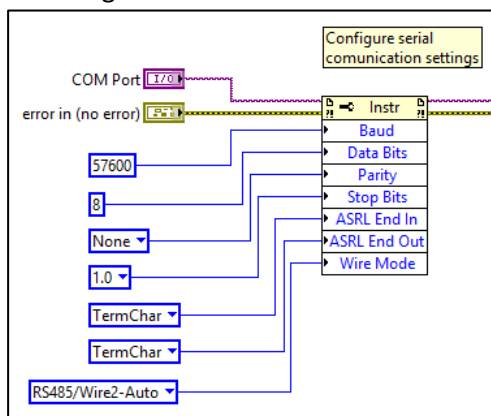 Configure serial
comunication settings
COM Port
I/O
error in (no error)
Instr
Baud
57600
Data Bits
8
Parity
None
Stop Bits
1.0
ASRL End In
TermChar
ASRL End Out
TermChar
Wire Mode
RS485/Wire2-Auto